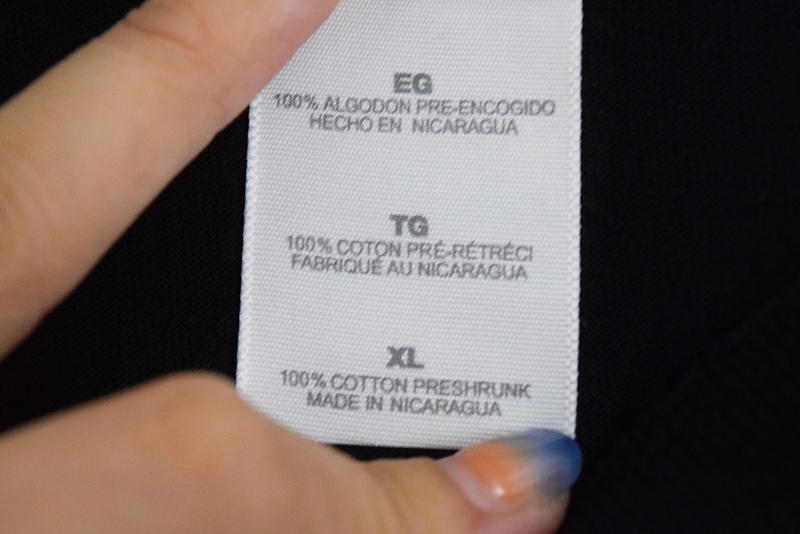 EG
100% ALGODON PRE-ENCOGIDO
HECHO EN NICARAGUA
TG
100% COTON PRÉ-RÉTRÉCI
FABRIQUÉ AU NICARAGUA
XL
100% COTTON PRESHRUNK
MADE IN NICARAGUA